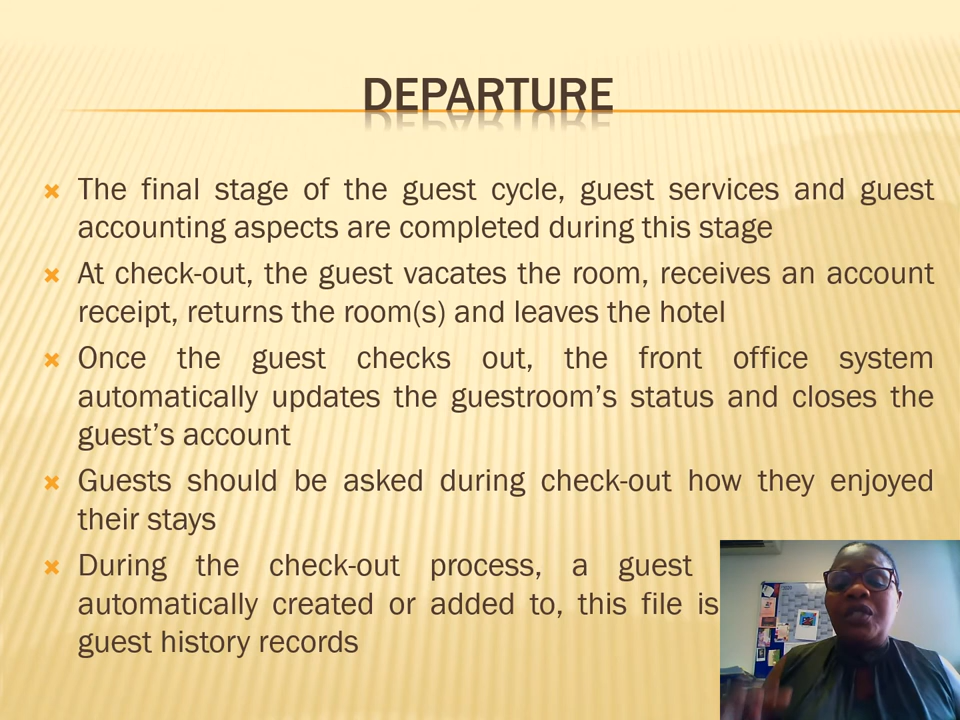 DEPARTURE
The final stage of the guest cycle, guest services and guest
accounting aspects are completed during this stage
At check-out, the guest vacates the room, receives an account
receipt, returns the room(s) and leaves the hotel
Once the guest checks out, the front office system
automatically updates the guestroom’s status and closes the
guest’s account
Guests should be asked during check-out how they enjoyed
their stays
During the check-out process, a guest
automatically created or added to, this file is
guest history records